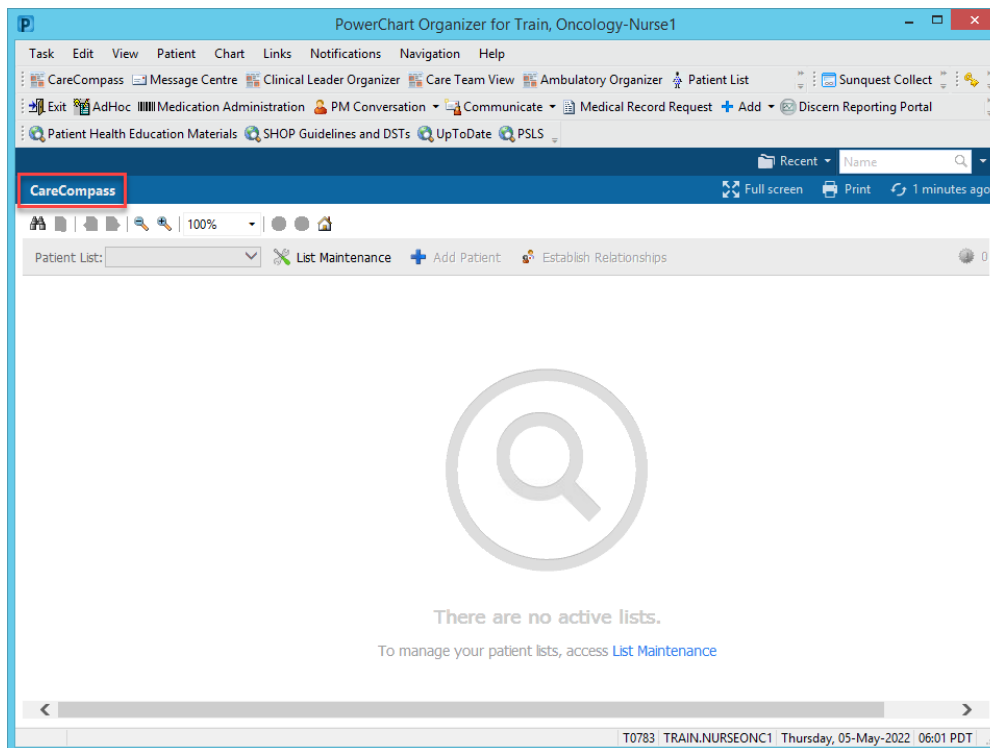 P PowerChart Organizer for Train, Oncology-Nurse1
Task Edit View Patient Chart Links Notifications Navigation Help
CareCompass Message Centre Clinical Leader Organizer Care Team View Ambulatory Organizer Patient List Sunquest Collect
Exit AdHoc Medication Administration PM Conversation Communicate Medical Record Request Add Discern Reporting Portal
Patient Health Education Materials SHOP Guidelines and DSTs UpToDate PSLS
Recent Name
CareCompass Full screen Print 1 minutes ago
100%
Patient List: List Maintenance Add Patient Establish Relationships 0
There are no active lists.
To manage your patient lists, access List Maintenance
T0783 TRAIN.NURSEONC1 Thursday, 05-May-2022 06:01 PDT